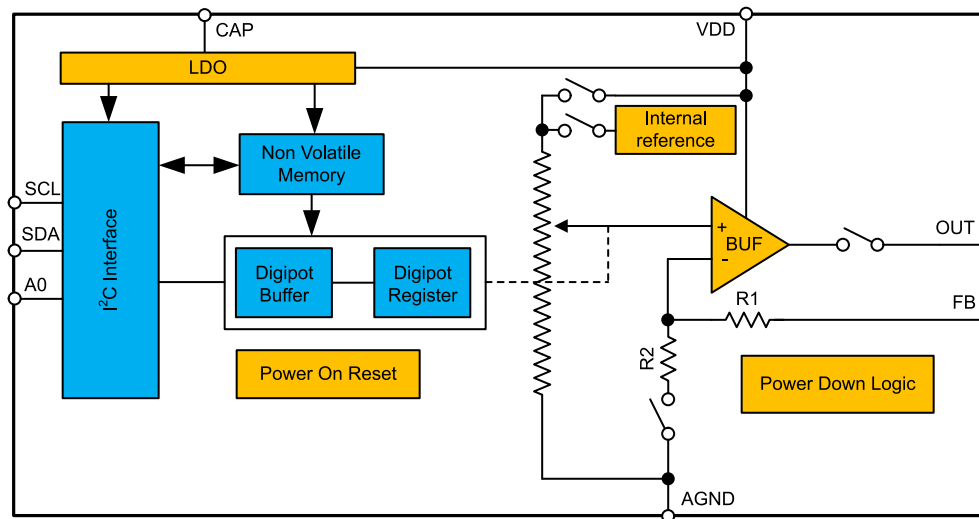 CAP
VDD
LDO
Internal
reference
Non Volatile
Memory
SCL
SDA
A0
I²C Interface
Digipot
Buffer
Digipot
Register
Power On Reset
+
BUF
-
OUT
FB
R1
R2
Power Down Logic
AGND